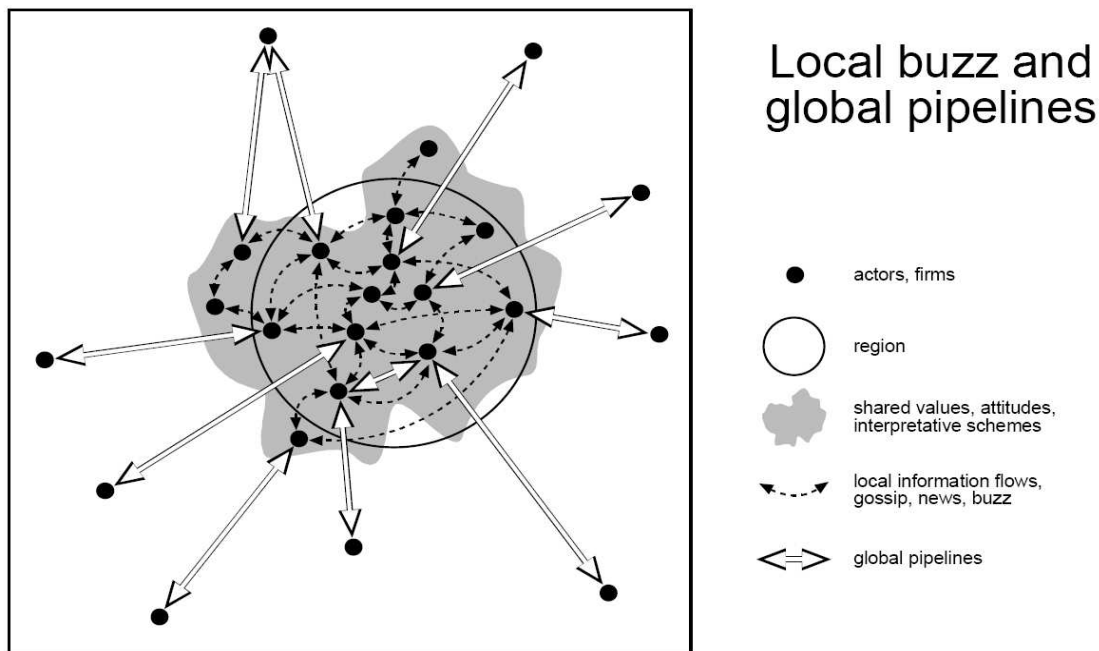 Local buzz and
global pipelines
actors, firms
region
shared values, attitudes,
interpretative schemes
local information flows,
gossip, news, buzz
global pipelines